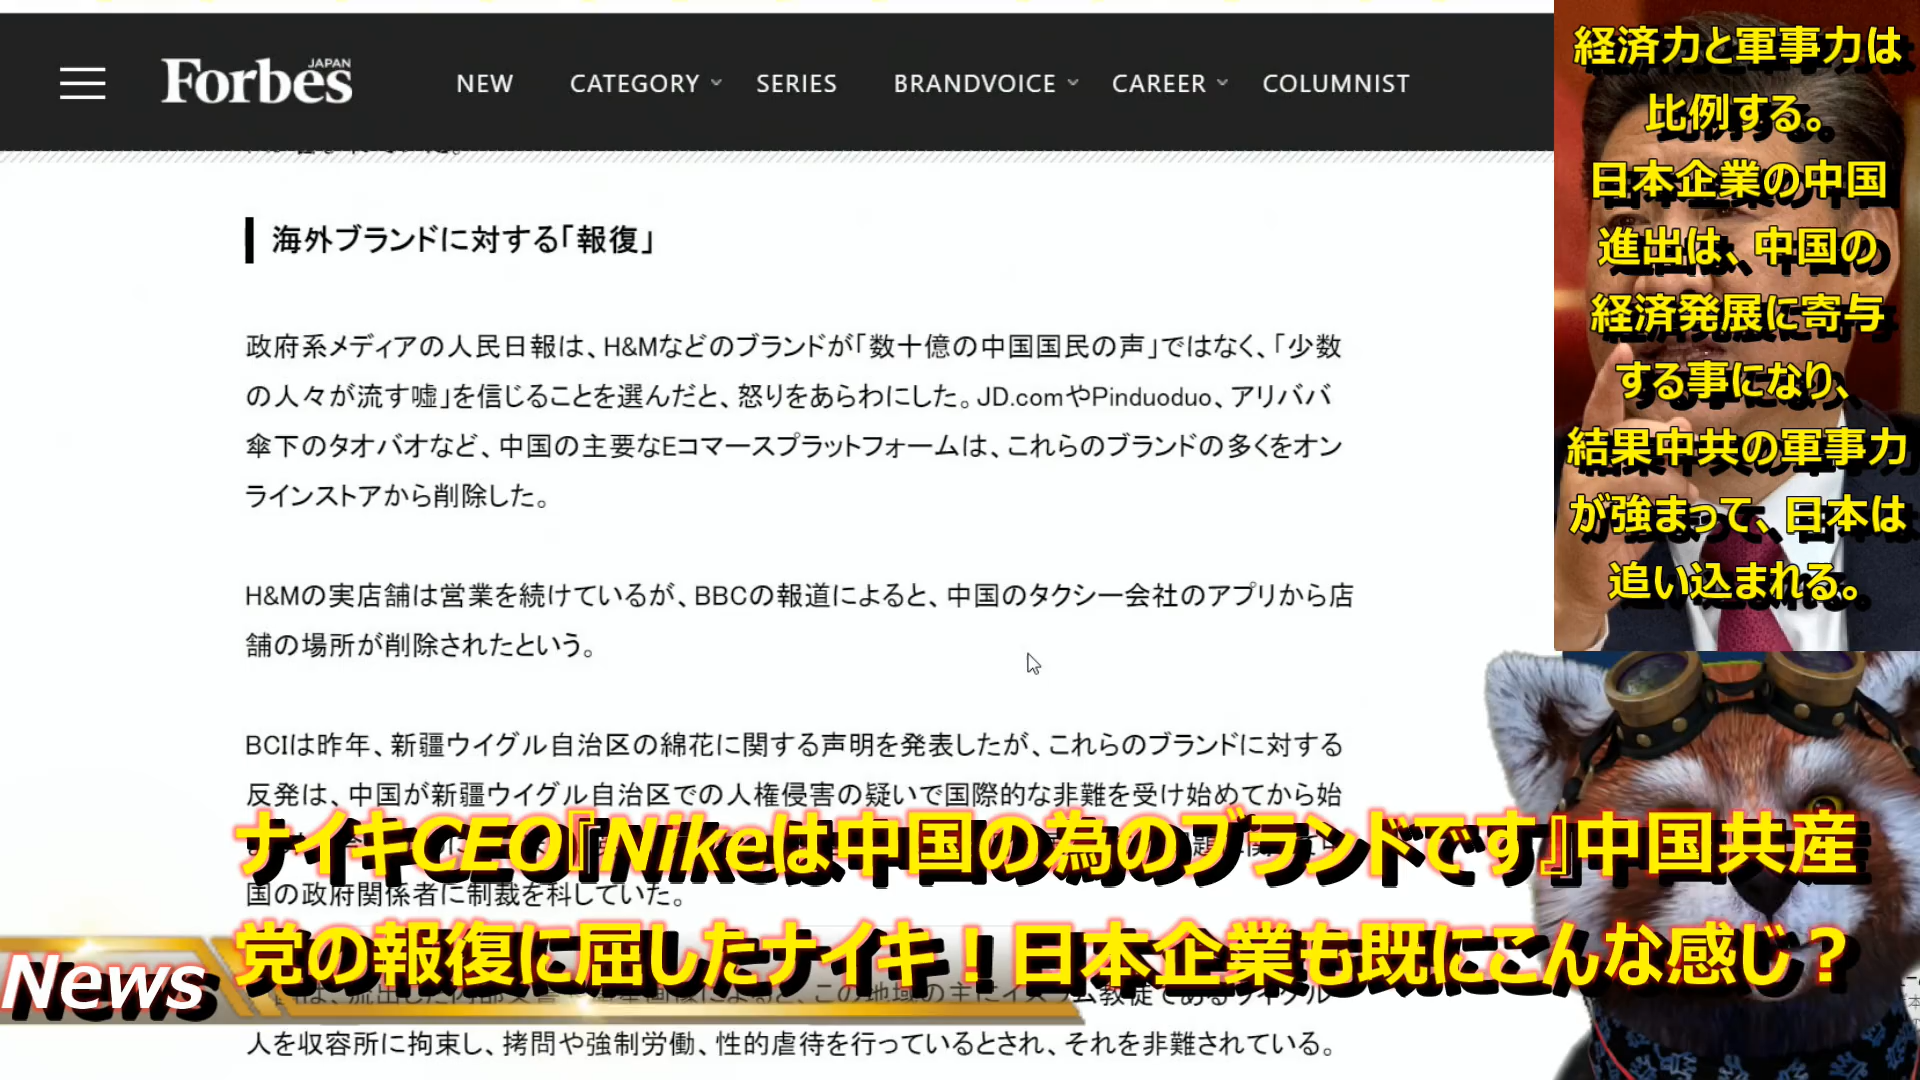 Forbes JAPAN
NEW CATEGORY SERIES BRANDVOICE CAREER COLUMNIST
海外ブランドに対する「報復」
政府系メディアの人民日報は、H&Mなどのブランドが「数十億の中国国民の声」ではなく、「少数
の人々が流す嘘」を信じることを選んだと、怒りをあらわにした。JD.comやPinduoduo、アリババ
傘下のタオバオなど、中国の主要なEコマースプラットフォームは、これらのブランドの多くをオン
ラインストアから削除した。
H&Mの実店舗は営業を続けているが、BBCの報道によると、中国のタクシー会社のアプリから店
舗の場所が削除されたという。
BCIは昨年、新疆ウイグル自治区の綿花に関する声明を発表したが、これらのブランドに対する
反発は、中国が新疆ウイグル自治区での人権侵害の疑いで国際的な非難を受け始めてから始
国の政府関係者に制裁を科していた。
この地域の主にイスラム教徒であるウイグル
人を収容所に拘束し、拷問や強制労働、性的虐待を行っているとされ、それを非難されている。
経済力と軍事力は
比例する。
日本企業の中国
進出は、中国の
経済発展に寄与
する事になり、
結果中共の軍事力
が強まって、日本は
追い込まれる。
ナイキCEO『Nikeは中国の為のブランドです』中国共産
党の報復に屈したナイキ！日本企業も既にこんな感じ？
News